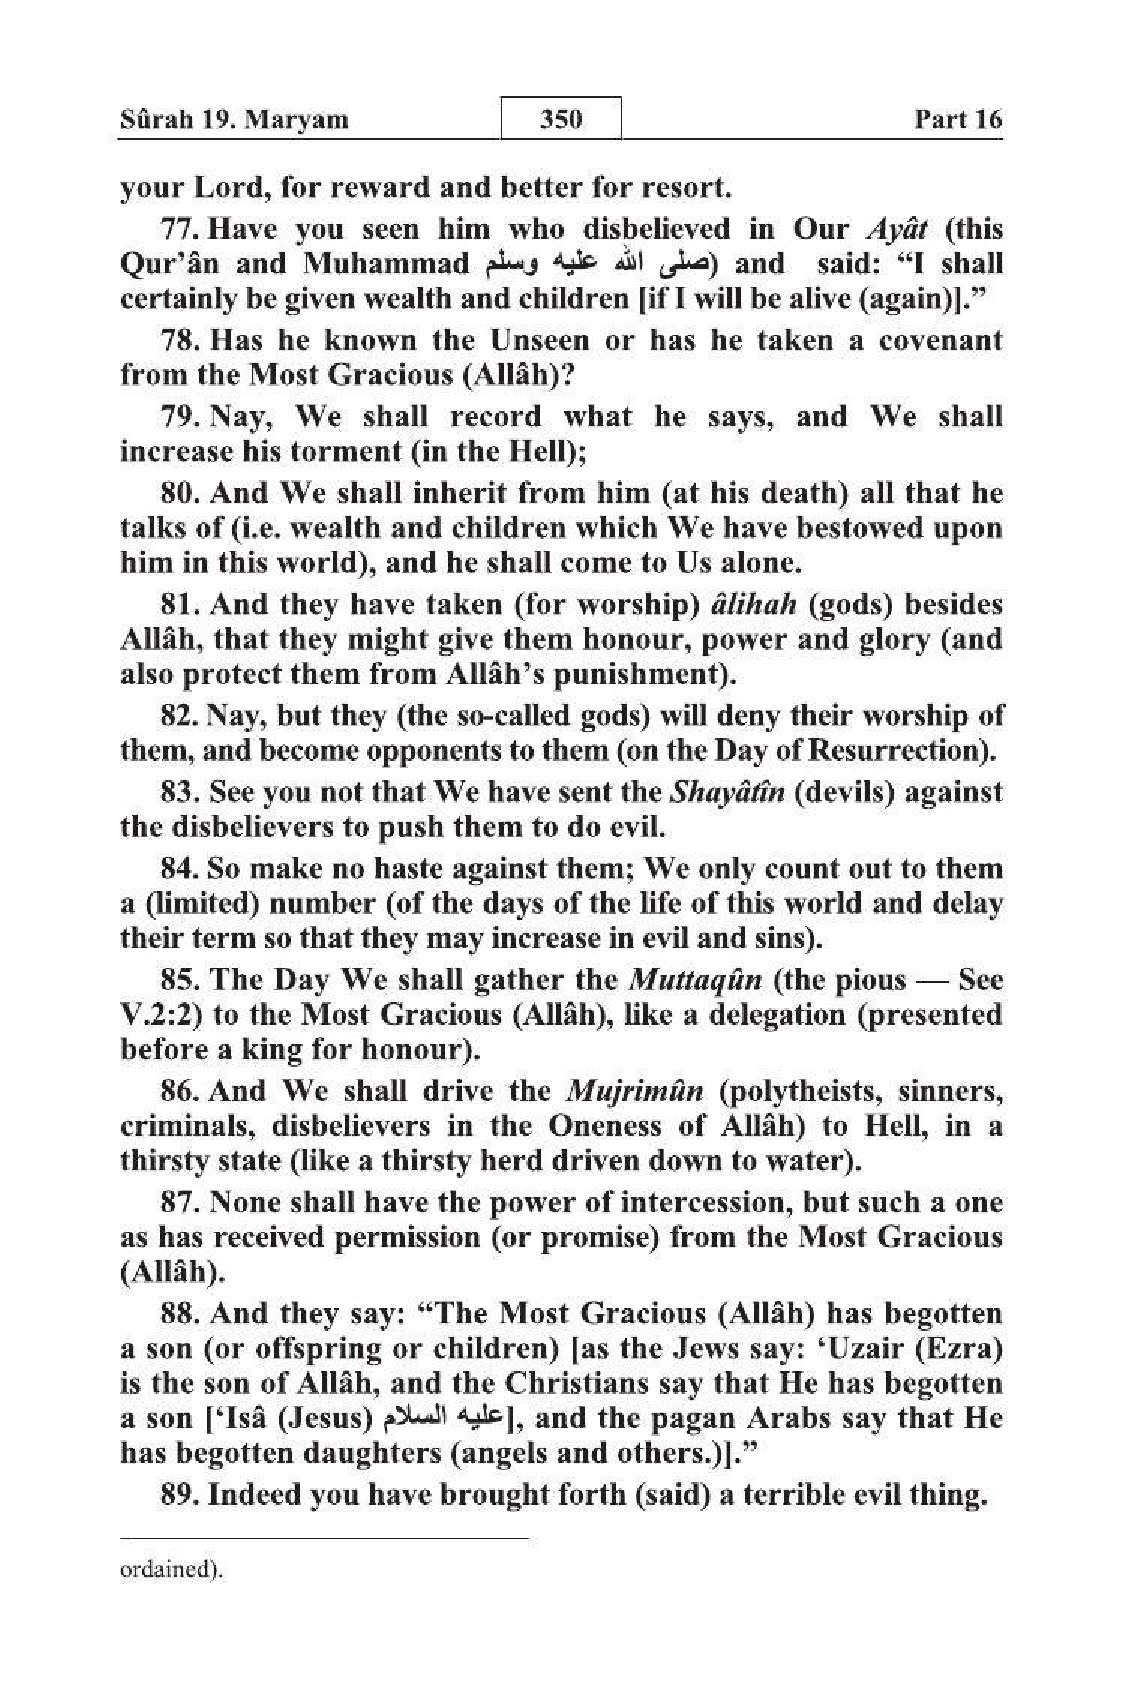 Sûrah 19. Maryam 350 Part 16
your Lord, for reward and better for resort.
77. Have you seen him who disbelieved in Our Ayât (this
Qur’ân and Muhammad صلى الله عليه وسلم) and said: “I shall
certainly be given wealth and children [if I will be alive (again)].”
78. Has he known the Unseen or has he taken a covenant
from the Most Gracious (Allâh)?
79. Nay, We shall record what he says, and We shall
increase his torment (in the Hell);
80. And We shall inherit from him (at his death) all that he
talks of (i.e. wealth and children which We have bestowed upon
him in this world), and he shall come to Us alone.
81. And they have taken (for worship) âlihah (gods) besides
Allâh, that they might give them honour, power and glory (and
also protect them from Allâh’s punishment).
82. Nay, but they (the so-called gods) will deny their worship of
them, and become opponents to them (on the Day of Resurrection).
83. See you not that We have sent the Shayâtîn (devils) against
the disbelievers to push them to do evil.
84. So make no haste against them; We only count out to them
a (limited) number (of the days of the life of this world and delay
their term so that they may increase in evil and sins).
85. The Day We shall gather the Muttaqûn (the pious — See
V.2:2) to the Most Gracious (Allâh), like a delegation (presented
before a king for honour).
86. And We shall drive the Mujrimûn (polytheists, sinners,
criminals, disbelievers in the Oneness of Allâh) to Hell, in a
thirsty state (like a thirsty herd driven down to water).
87. None shall have the power of intercession, but such a one
as has received permission (or promise) from the Most Gracious
(Allâh).
88. And they say: “The Most Gracious (Allâh) has begotten
a son (or offspring or children) [as the Jews say: ‘Uzair (Ezra)
is the son of Allâh, and the Christians say that He has begotten
a son [‘Isâ (Jesus) عليه السلام], and the pagan Arabs say that He
has begotten daughters (angels and others.)].”
89. Indeed you have brought forth (said) a terrible evil thing.
ordained).